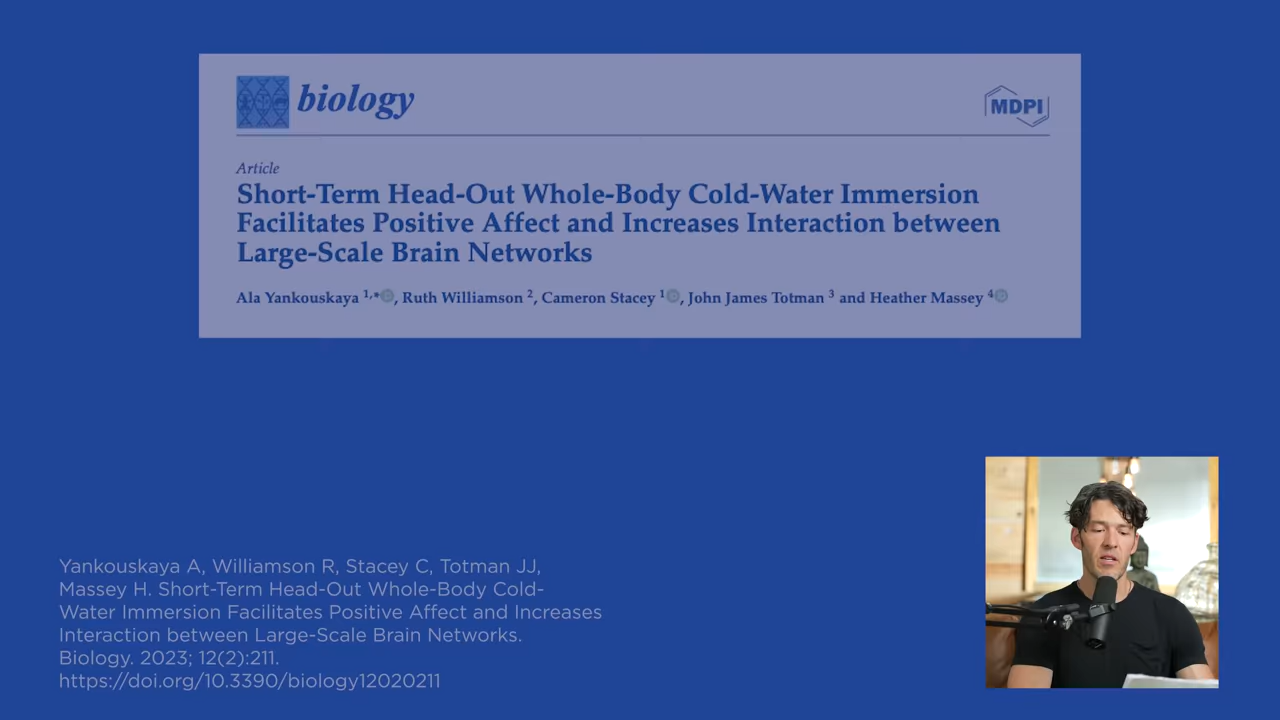 biology
MDPI
Article
Short-Term Head-Out Whole-Body Cold-Water Immersion
Facilitates Positive Affect and Increases Interaction between
Large-Scale Brain Networks
Ala Yankouskaya 1,*, Ruth Williamson 2, Cameron Stacey 1, John James Totman 3 and Heather Massey 4
Yankouskaya A, Williamson R, Stacey C, Totman JJ,
Massey H. Short-Term Head-Out Whole-Body Cold-
Water Immersion Facilitates Positive Affect and Increases
Interaction between Large-Scale Brain Networks.
Biology. 2023; 12(2):211.
https://doi.org/10.3390/biology12020211